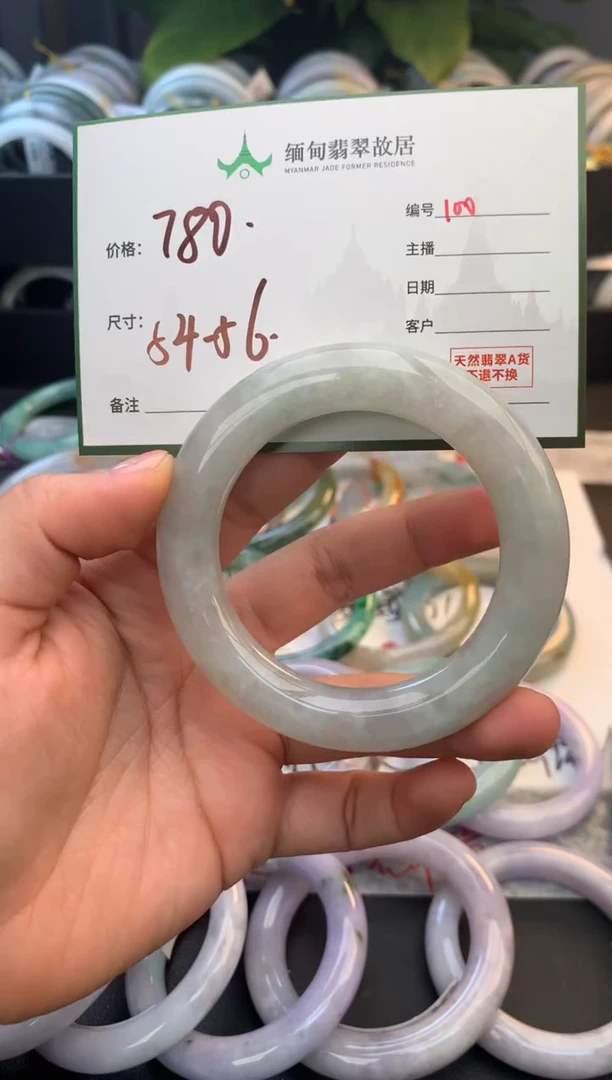 缅甸翡翠故居
MYANMAR JADE FORMER RESIDENCE
价格: 780.
编号 100
主播
日期
尺寸: 54-56.
客户
天然翡翠A货
不退不换
备注